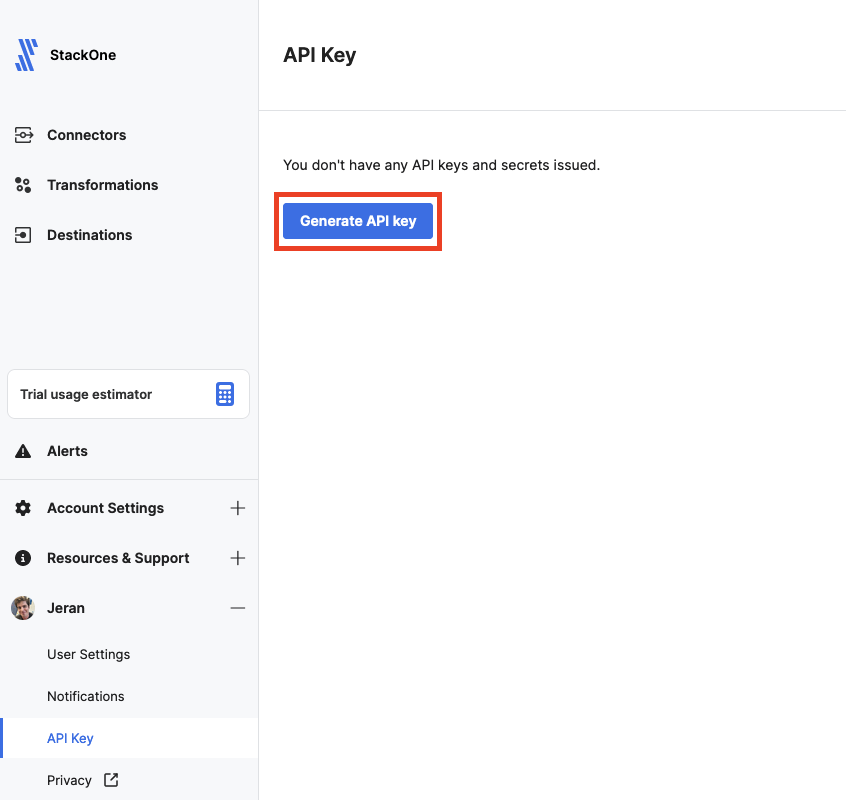 StackOne
Connectors
Transformations
Destinations
Trial usage estimator
Alerts
Account Settings
Resources & Support
Jeran
User Settings
Notifications
API Key
Privacy
API Key
You don't have any API keys and secrets issued.
Generate API key